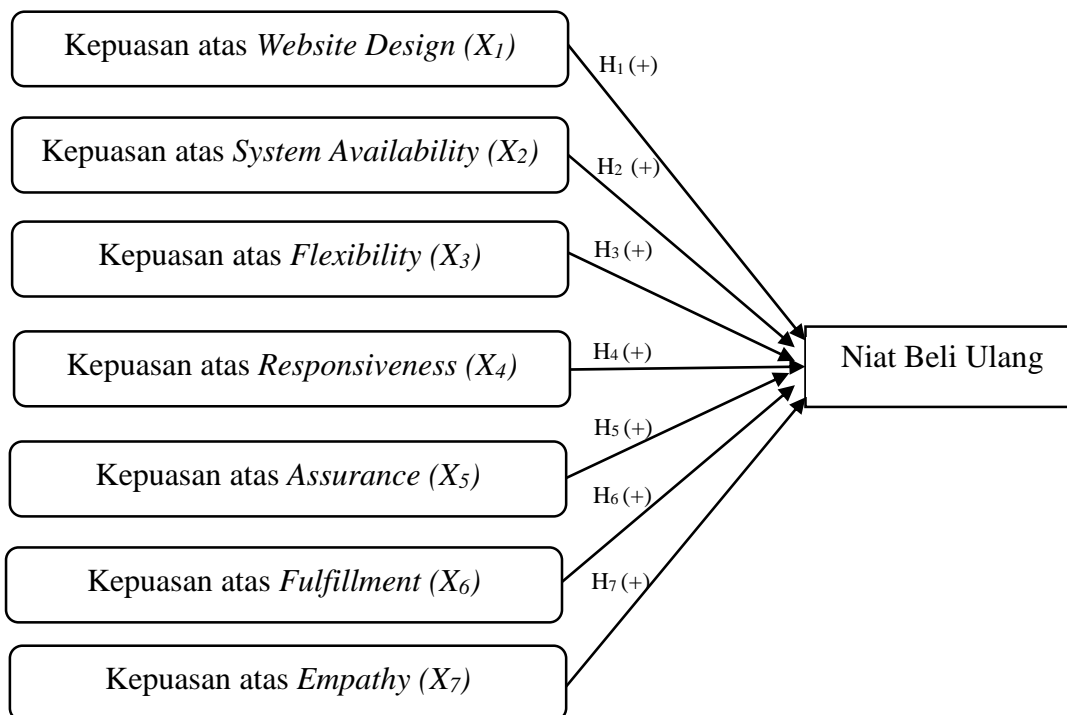 Kepuasan atas Website Design (X1)
H1 (+)
Kepuasan atas System Availability (X2)
H2 (+)
Kepuasan atas Flexibility (X3)
H3 (+)
Kepuasan atas Responsiveness (X4)
H4 (+)
Niat Beli Ulang
Kepuasan atas Assurance (X5)
H5 (+)
Kepuasan atas Fulfillment (X6)
H6 (+)
Kepuasan atas Empathy (X7)
H7 (+)